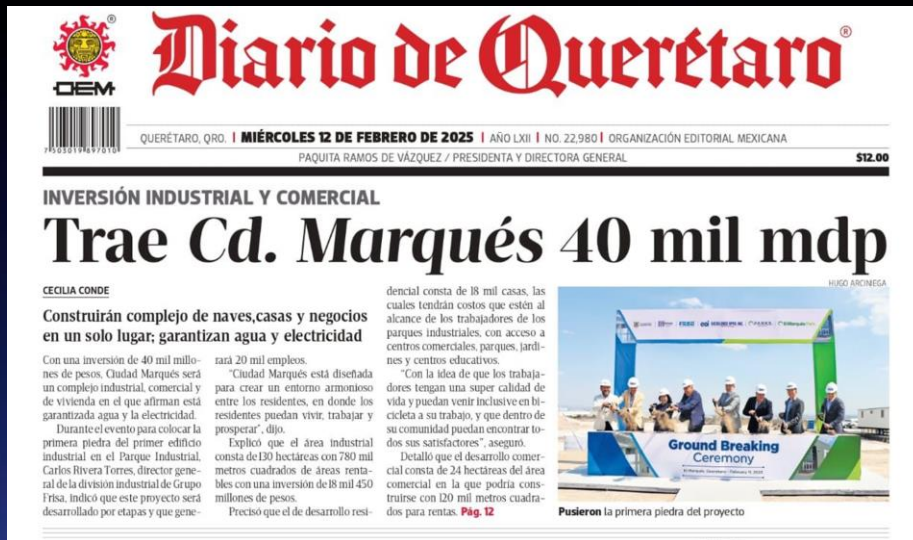 Diario de Querétaro®
OEM
7 503019 897010
QUERÉTARO, QRO. | MIÉRCOLES 12 DE FEBRERO DE 2025 | AÑO LXII | NO. 22,980 | ORGANIZACIÓN EDITORIAL MEXICANA
PAQUITA RAMOS DE VÁZQUEZ / PRESIDENTA Y DIRECTORA GENERAL
$12.00
INVERSIÓN INDUSTRIAL Y COMERCIAL
Trae Cd. Marqués 40 mil mdp
HUGO ARCINIEGA
CECILIA CONDE
Construirán complejo de naves,casas y negocios
en un solo lugar; garantizan agua y electricidad
Con una inversión de 40 mil millo-
nes de pesos, Ciudad Marqués será
un complejo industrial, comercial y
de vivienda en el que afirman está
garantizada agua y la electricidad.
Durante el evento para colocar la
primera piedra del primer edificio
industrial en el Parque Industrial,
Carlos Rivera Torres, director gene-
ral de la división industrial de Grupo
Frisa, indicó que este proyecto será
desarrollado por etapas y que gene-
rará 20 mil empleos.
"Ciudad Marqués está diseñada
para crear un entorno armonioso
entre los residentes, en donde los
residentes puedan vivir, trabajar y
prosperar", dijo.
Explicó que el área industrial
consta de130 hectáreas con 780 mil
metros cuadrados de áreas renta-
bles con una inversión de 18 mil 450
millones de pesos.
Precisó que el de desarrollo resi-
dencial consta de 18 mil casas, las
cuales tendrán costos que estén al
alcance de los trabajadores de los
parques industriales, con acceso a
centros comerciales, parques, jardi-
nes y centros educativos.
"Con la idea de que los trabaja-
dores tengan una super calidad de
vida y puedan venir inclusive en bi-
cicleta a su trabajo, y que dentro de
su comunidad puedan encontrar to-
dos sus satisfactores", aseguró.
Detalló que el desarrollo comer-
cial consta de 24 hectáreas del área
comercial en la que podría cons-
truirse con 120 mil metros cuadra-
dos para rentas. Pág. 12
Ground Breaking
Ceremony
Pusieron la primera piedra del proyecto